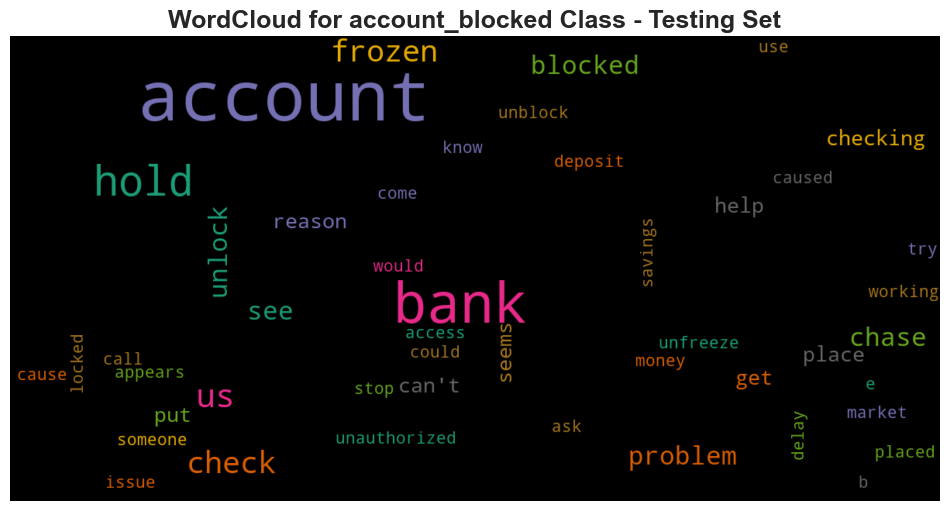 WordCloud for account_blocked Class - Testing Set
use
frozen
blocked
account
unblock
checking
know
deposit
hold
caused
come
help
reason
unlock
savings
try
would
working
bank
see
access
unfreeze
chase
could
seems
place
locked
call
money
appears
cause
get
e
stop
can't
us
put
market
ask
delay
someone
unauthorized
placed
check
problem
issue
b